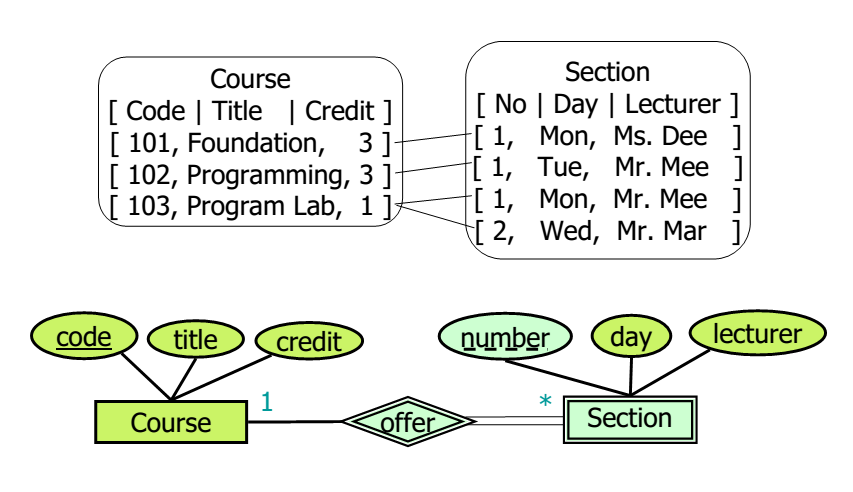 Course
[ Code | Title | Credit ]
[ 101, Foundation, 3 ]
[ 102, Programming, 3 ]
[ 103, Program Lab, 1 ]
Section
[ No | Day | Lecturer ]
[ 1, Mon, Ms. Dee ]
[ 1, Tue, Mr. Mee ]
[ 1, Mon, Mr. Mee ]
[ 2, Wed, Mr. Mar ]
code title credit number day lecturer
1 *
Course offer Section